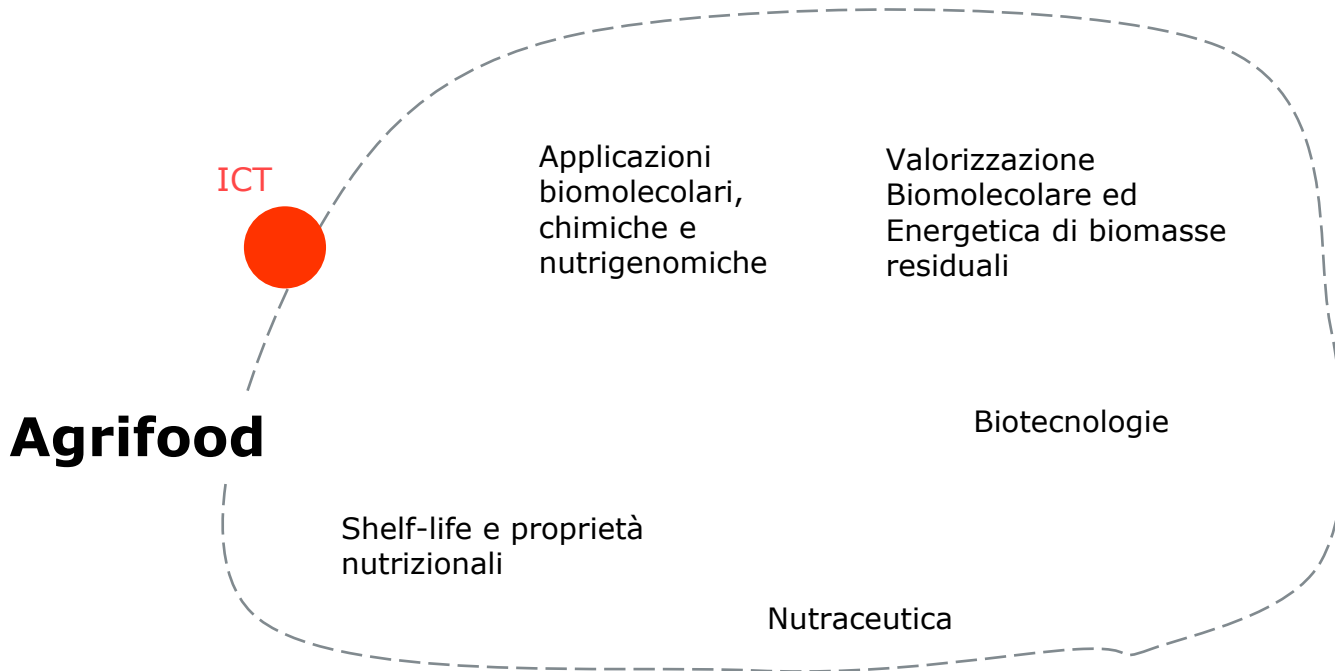 ICT
Applicazioni
biomolecolari,
chimiche e
nutrigenomiche
Valorizzazione
Biomolecolare ed
Energetica di biomasse
residuali
Agrifood
Biotecnologie
Shelf-life e proprietà
nutrizionali
Nutraceutica